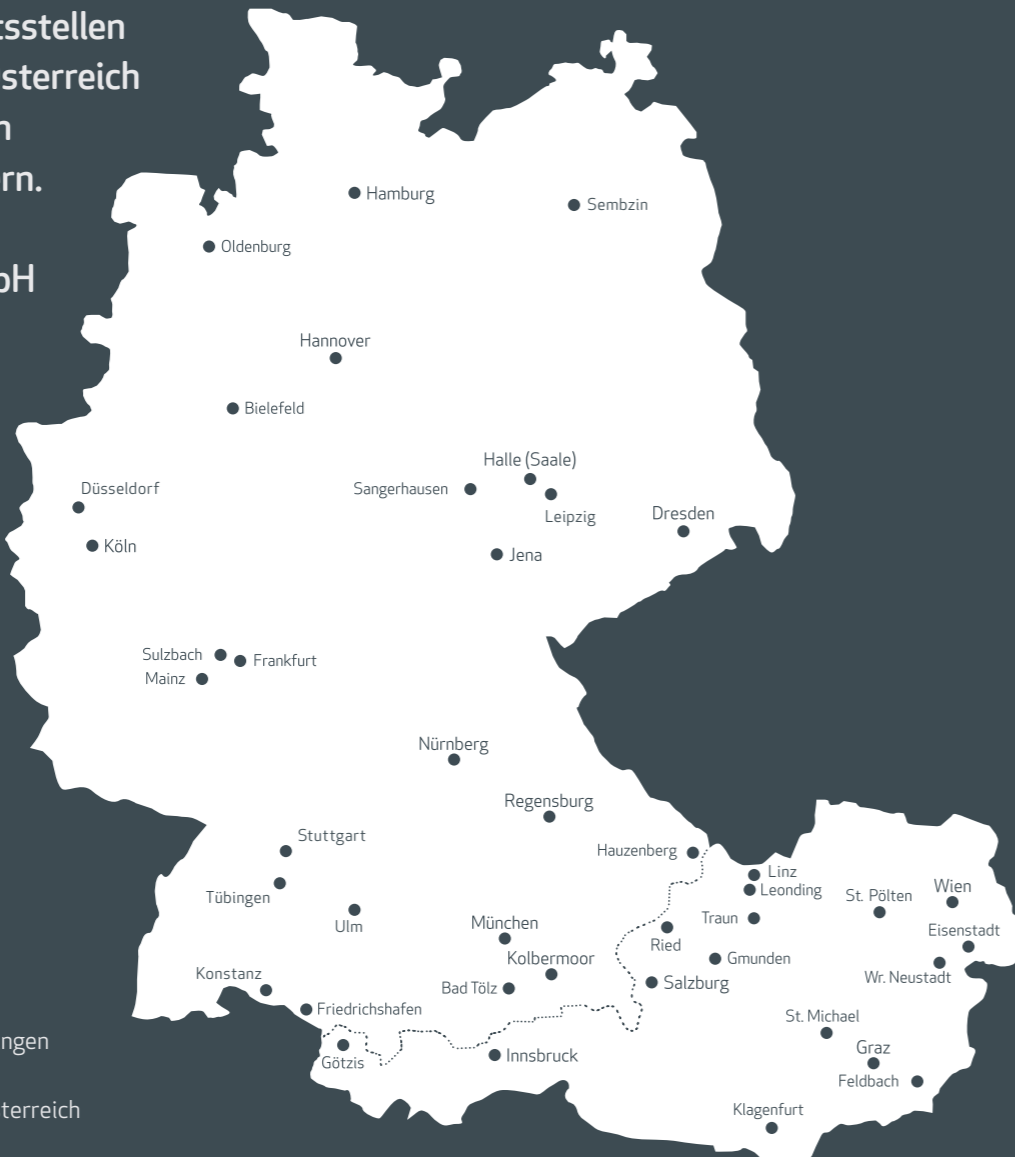 tsstellen
sterreich
n
rn.
bH
Hamburg
Sembzin
Oldenburg
Hannover
Bielefeld
Halle (Saale)
Düsseldorf
Sangerhausen
Leipzig
Dresden
Köln
Jena
Sulzbach
Frankfurt
Mainz
Nürnberg
Regensburg
Stuttgart
Hauzenberg
Linz
Leonding
Tübingen
St. Pölten
Wien
Ulm
München
Traun
Eisenstadt
Ried
Kolbermoor
Gmunden
Konstanz
Wr. Neustadt
Bad Tölz
Salzburg
Friedrichshafen
St. Michael
ngen
Götzis
Innsbruck
Graz
Feldbach
terreich
Klagenfurt